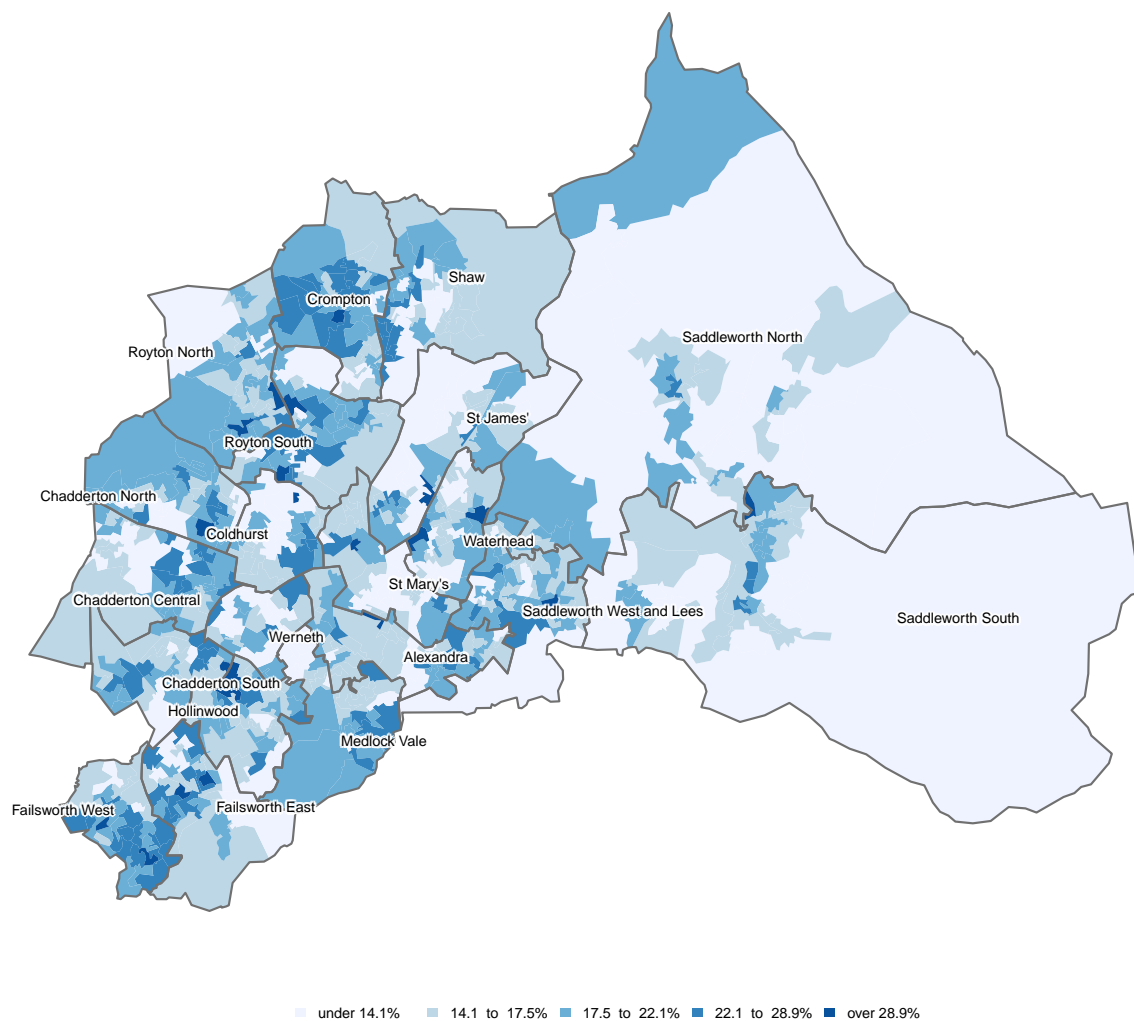 Shaw
Crompton
Saddleworth North
Royton North
St James'
Royton South
Chadderton North
Coldhurst
Waterhead
St Mary's
Chadderton Central
Saddleworth West and Lees
Saddleworth South
Werneth
Alexandra
Chadderton South
Hollinwood
Medlock Vale
Failsworth East
Failsworth West
under 14.1% 14.1 to 17.5% 17.5 to 22.1% 22.1 to 28.9% over 28.9%